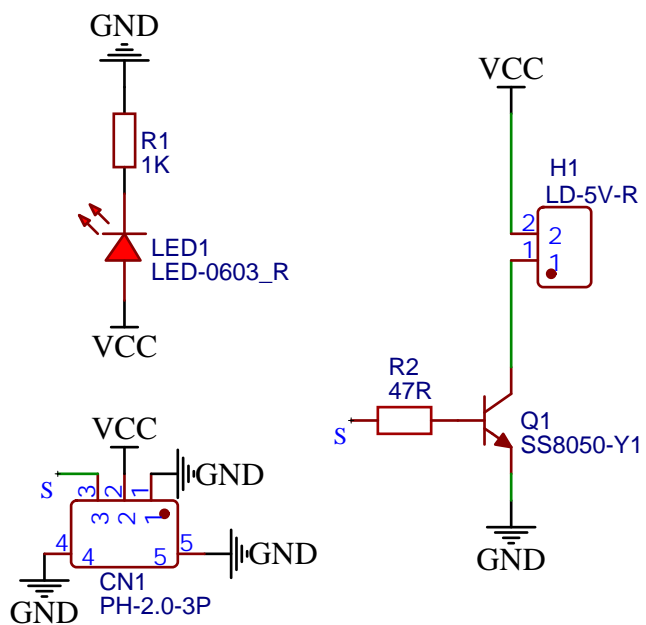 GND
R1
1K
LED1
LED-0603_R
VCC
VCC
S
3
2
1
GND
3
2
1
4
4
5
5
GND
GND
CN1
PH-2.0-3P
VCC
H1
LD-5V-R
2
2
1
1
R2
47R
S
Q1
SS8050-Y1
GND